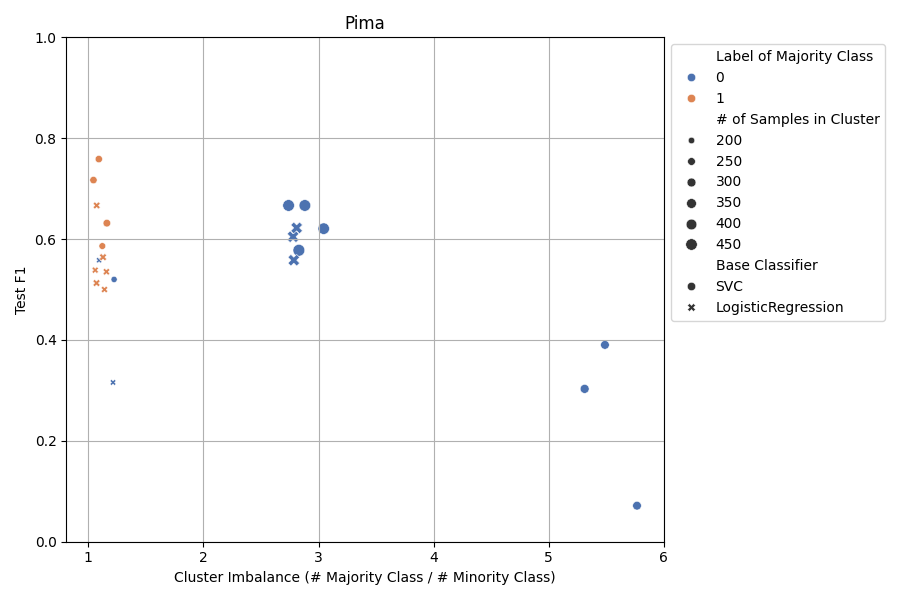 Pima
1.0
0.8
0.6
0.4
0.2
0.0
Test F1
1
2
3
4
5
6
Cluster Imbalance (# Majority Class / # Minority Class)
Label of Majority Class
0
1
# of Samples in Cluster
200
250
300
350
400
450
Base Classifier
SVC
LogisticRegression